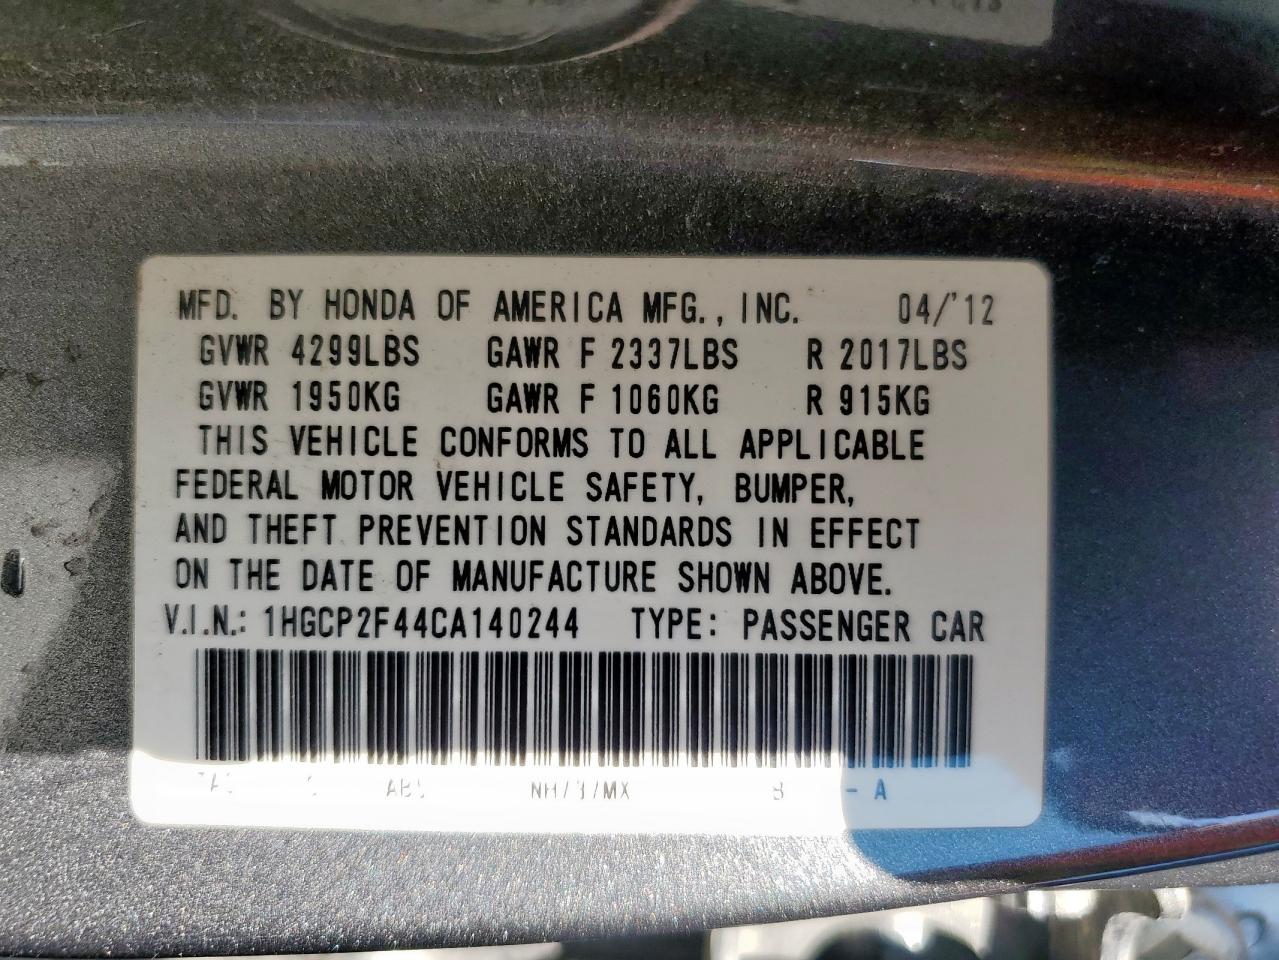 MFD. BY HONDA OF AMERICA MFG., INC. 04/'12
GVWR 4299LBS GAWR F 2337LBS R 2017LBS
GVWR 1950KG GAWR F 1060KG R 915KG
THIS VEHICLE CONFORMS TO ALL APPLICABLE
FEDERAL MOTOR VEHICLE SAFETY, BUMPER,
AND THEFT PREVENTION STANDARDS IN EFFECT
ON THE DATE OF MANUFACTURE SHOWN ABOVE.
V.I.N.: 1HGCP2F44CA140244 TYPE: PASSENGER CAR
- A